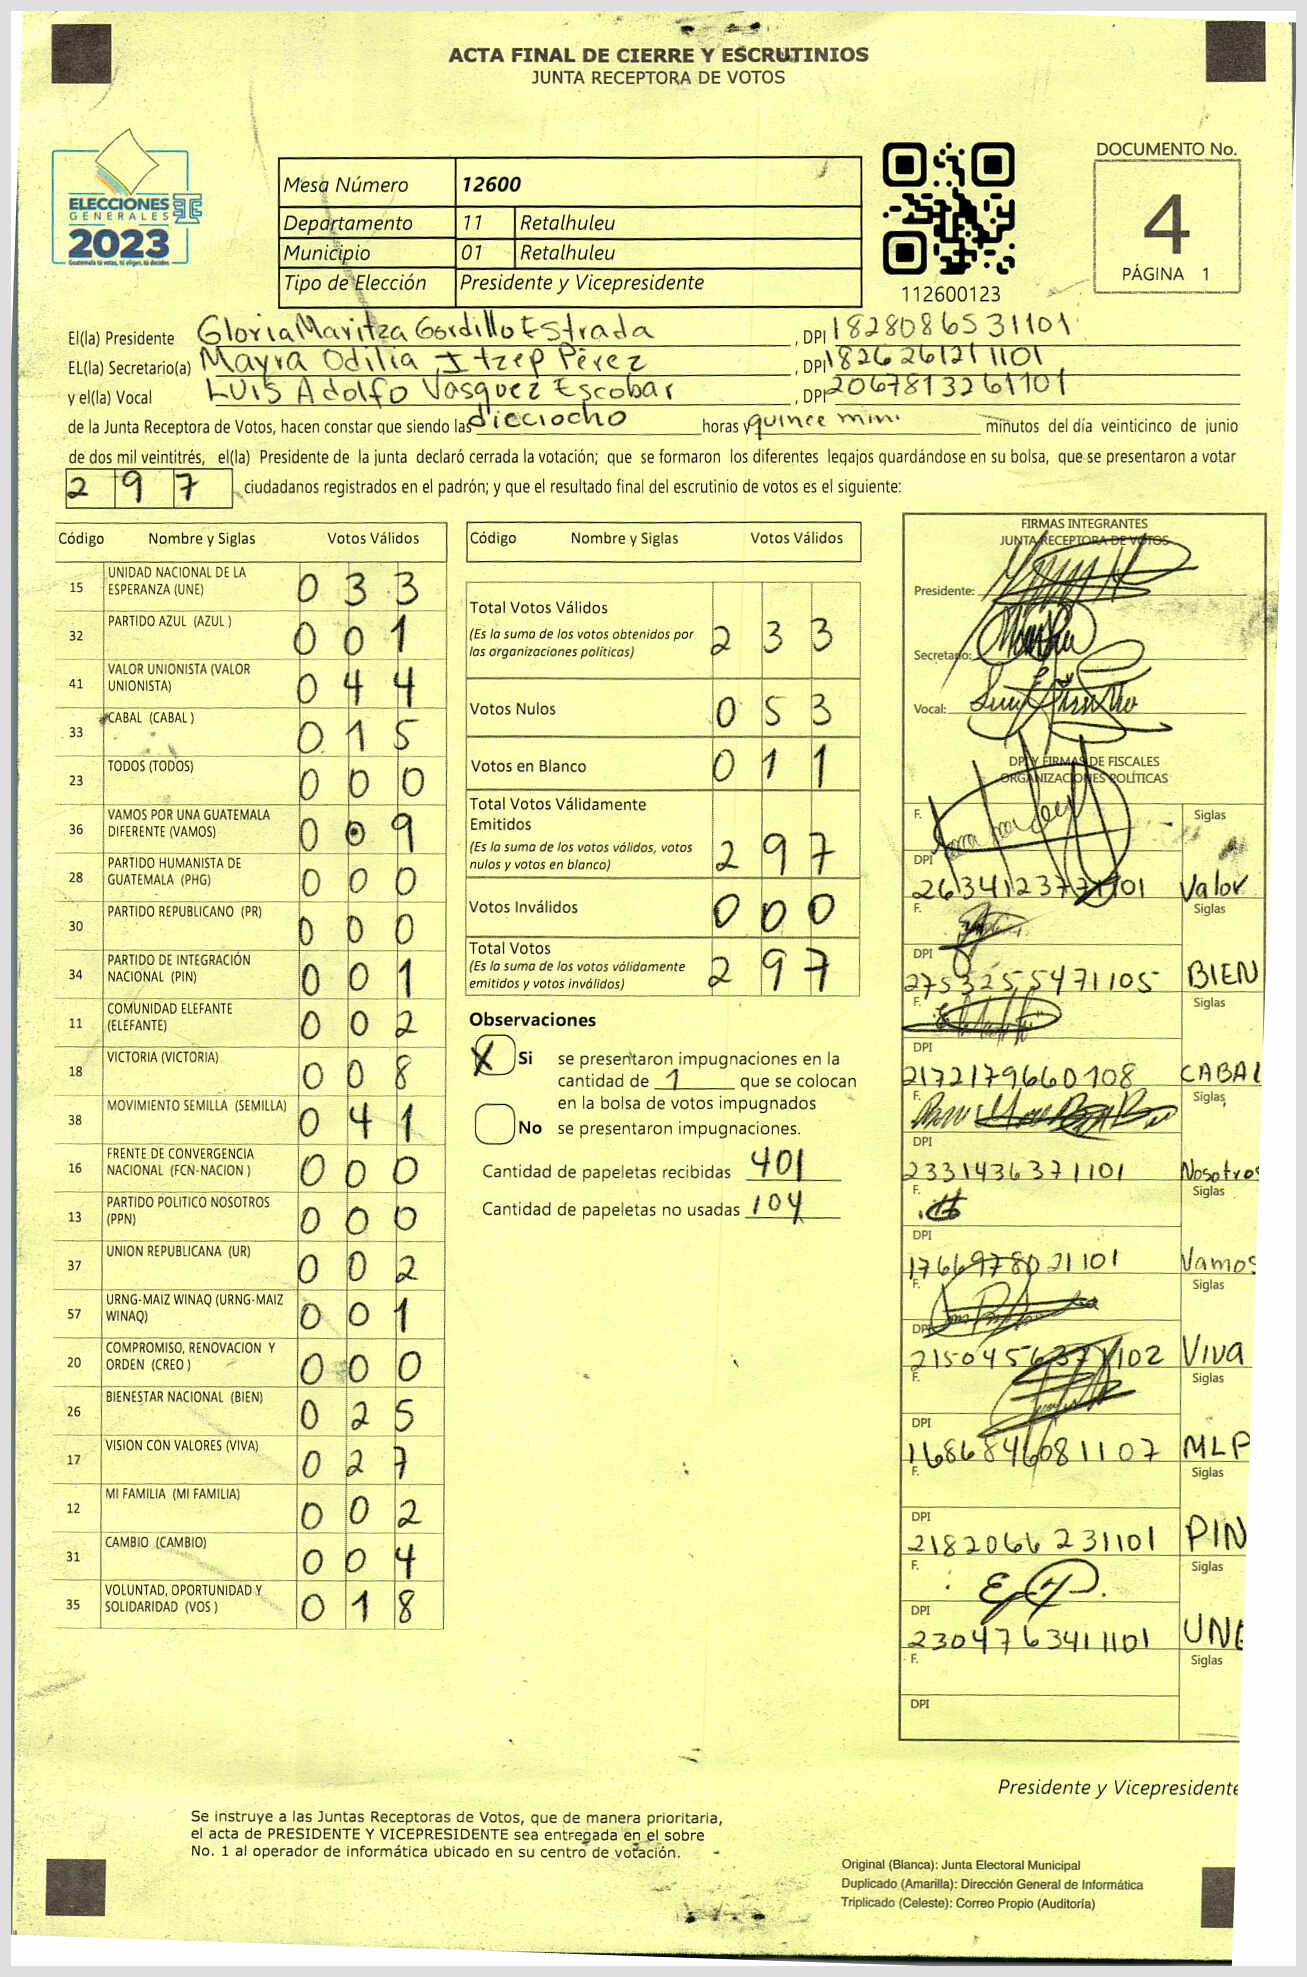 ACTA FINAL DE CIERRE Y ESCRUTINIOS
JUNTA RECEPTORA DE VOTOS
ELECCIONES
GENERALES
2023
Guatemala tú votas, tú eliges, tú decides
Mesa Número 12600
Departamento 11 Retalhuleu
Municipio 01 Retalhuleu
Tipo de Elección Presidente y Vicepresidente
112600123
DOCUMENTO No.
4
PÁGINA 1
El(la) Presidente Gloria Maritza Gordillo Estrada, DPI 1828086531101
EL(la) Secretario(a) Mayra Odilia Itzep Pérez, DPI 1826261211101
y el(la) Vocal Luis Adolfo Vasquez Escobar, DPI 2067813261101
de la Junta Receptora de Votos, hacen constar que siendo las dieciocho horas y quince min. minutos del día veinticinco de junio
de dos mil veintitrés, el(la) Presidente de la junta declaró cerrada la votación; que se formaron los diferentes legajos guardándose en su bolsa, que se presentaron a votar
2 9 7 ciudadanos registrados en el padrón; y que el resultado final del escrutinio de votos es el siguiente:
Código Nombre y Siglas Votos Válidos
15 UNIDAD NACIONAL DE LA ESPERANZA (UNE) 0 3 3
32 PARTIDO AZUL (AZUL ) 0 0 1
41 VALOR UNIONISTA (VALOR UNIONISTA) 0 4 4
33 CABAL (CABAL ) 0 1 5
23 TODOS (TODOS) 0 0 0
36 VAMOS POR UNA GUATEMALA DIFERENTE (VAMOS) 0 0 9
28 PARTIDO HUMANISTA DE GUATEMALA (PHG) 0 0 0
30 PARTIDO REPUBLICANO (PR) 0 0 0
34 PARTIDO DE INTEGRACIÓN NACIONAL (PIN) 0 0 1
11 COMUNIDAD ELEFANTE (ELEFANTE) 0 0 2
18 VICTORIA (VICTORIA) 0 0 8
38 MOVIMIENTO SEMILLA (SEMILLA) 0 4 1
16 FRENTE DE CONVERGENCIA NACIONAL (FCN-NACION ) 0 0 0
13 PARTIDO POLITICO NOSOTROS (PPN) 0 0 0
37 UNION REPUBLICANA (UR) 0 0 2
57 URNG-MAIZ WINAQ (URNG-MAIZ WINAQ) 0 0 1
20 COMPROMISO, RENOVACION Y ORDEN (CREO ) 0 0 0
26 BIENESTAR NACIONAL (BIEN) 0 2 5
17 VISION CON VALORES (VIVA) 0 2 7
12 MI FAMILIA (MI FAMILIA) 0 0 2
31 CAMBIO (CAMBIO) 0 0 4
35 VOLUNTAD, OPORTUNIDAD Y SOLIDARIDAD (VOS ) 0 1 8
Código Nombre y Siglas Votos Válidos
Total Votos Válidos 2 3 3
(Es la suma de los votos obtenidos por
las organizaciones políticas)
Votos Nulos 0 5 3
Votos en Blanco 0 1 1
Total Votos Válidamente
Emitidos
(Es la suma de los votos válidos, votos
nulos y votos en blanco) 2 9 7
Votos Inválidos 0 0 0
Total Votos
(Es la suma de los votos válidamente
emitidos y votos inválidos) 2 9 7
Observaciones
X Si se presentaron impugnaciones en la
cantidad de 1 que se colocan
en la bolsa de votos impugnados
No se presentaron impugnaciones.
Cantidad de papeletas recibidas 401
Cantidad de papeletas no usadas 104
FIRMAS INTEGRANTES
JUNTA RECEPTORA DE VOTOS
Presidente:
Secretario:
Vocal:
DPI Y FIRMAS DE FISCALES
ORGANIZACIONES POLÍTICAS
F. Siglas
DPI
2634123771101 Valor
F. Siglas
DPI
2753255471105 BIEN
F. Siglas
DPI
2172179660108 CABAL
F. Siglas
DPI
2331436371101 Nosotros
F. Siglas
DPI
1766978021101 Vamos
F. Siglas
DPI
2150456371102 VIVA
F. Siglas
DPI
1686846081107 MLP
F. Siglas
DPI
2182066231101 PIN
F. Siglas
DPI
2304763411101 UNE
F. Siglas
DPI
Presidente y Vicepresidente
Se instruye a las Juntas Receptoras de Votos, que de manera prioritaria,
el acta de PRESIDENTE Y VICEPRESIDENTE sea entregada en el sobre
No. 1 al operador de informática ubicado en su centro de votación.
Original (Blanca): Junta Electoral Municipal
Duplicado (Amarilla): Dirección General de Informática
Triplicado (Celeste): Correo Propio (Auditoría)